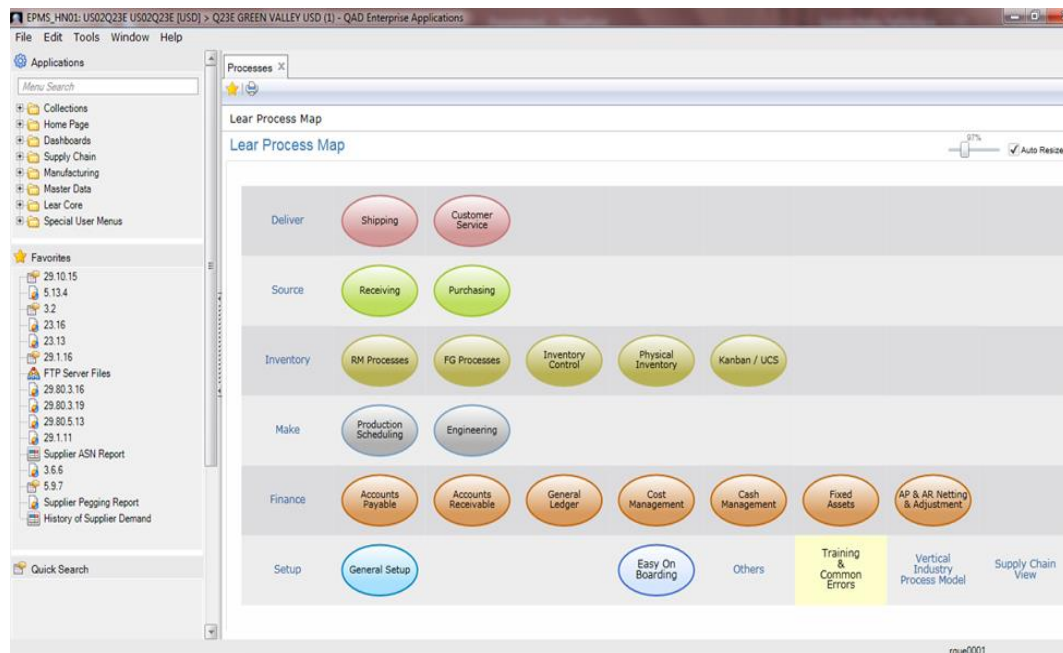 EPMS_HN01: US02Q23E US02Q23E [USD] > Q23E GREEN VALLEY USD (1) - QAD Enterprise Applications
File Edit Tools Window Help
Applications
Menu Search
Collections
Home Page
Dashboards
Supply Chain
Manufacturing
Master Data
Lear Core
Special User Menus
Favorites
29.10.15
5.13.4
3.2
23.16
23.13
29.1.16
FTP Server Files
29.80.3.16
29.80.3.19
29.80.5.13
29.1.11
Supplier ASN Report
3.6.6
5.9.7
Supplier Pegging Report
History of Supplier Demand
Quick Search
Processes X
Lear Process Map
Lear Process Map
97%
Auto Resize
Deliver
Shipping
Customer
Service
Source
Receiving
Purchasing
Inventory
RM Processes
FG Processes
Inventory
Control
Physical
Inventory
Kanban / UCS
Make
Production
Scheduling
Engineering
Finance
Accounts
Payable
Accounts
Receivable
General
Ledger
Cost
Management
Cash
Management
Fixed
Assets
AP & AR Netting
& Adjustment
Setup
General Setup
Easy On
Boarding
Others
Training
&
Common
Errors
Vertical
Industry
Process Model
Supply Chain
View